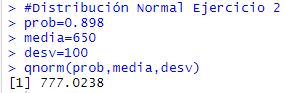 > #Distribución Normal Ejercicio 2
> prob=0.898
> media=650
> desv=100
> qnorm(prob,media,desv)
[1] 777.0238